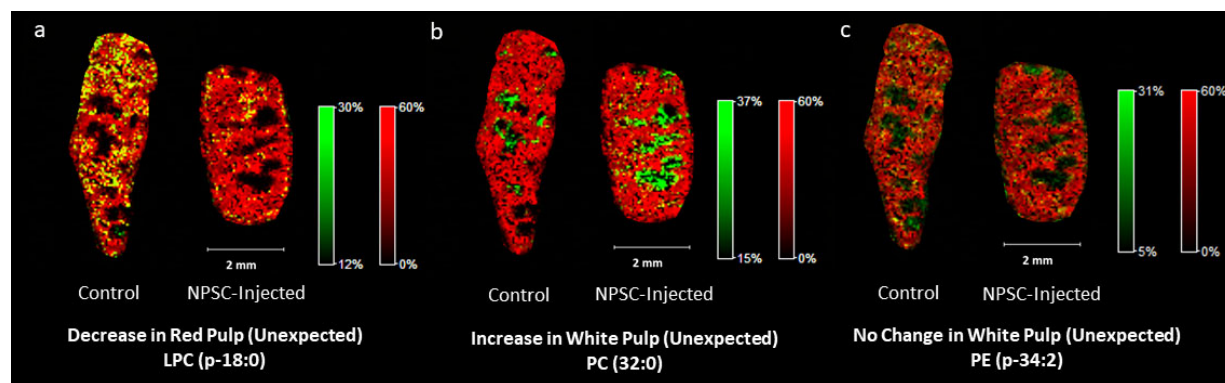 a
30%
60%
12%
0%
2 mm
Control
NPSC-Injected
Decrease in Red Pulp (Unexpected)
LPC (p-18:0)
b
37%
60%
15%
0%
2 mm
Control
NPSC-Injected
Increase in White Pulp (Unexpected)
PC (32:0)
c
31%
60%
5%
0%
2 mm
Control
NPSC-Injected
No Change in White Pulp (Unexpected)
PE (p-34:2)